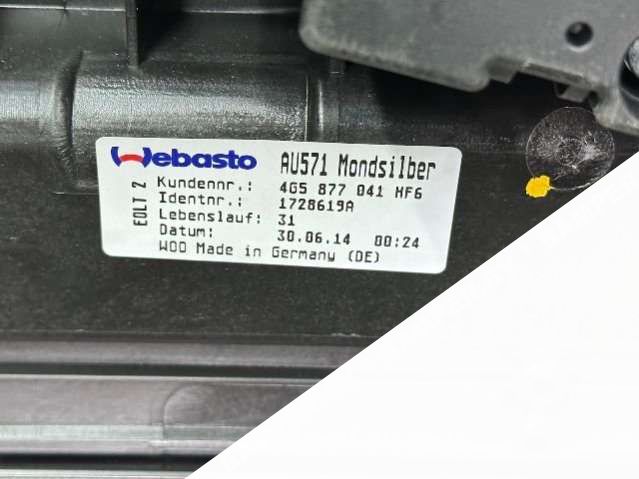 Webasto AU571 Mondsilber
EOLT 2
Kundennr.: 4G5 877 041 HF6
Identnr.: 1728619A
Lebenslauf: 31
Datum: 30.06.14 00:24
WOO Made in Germany (DE)